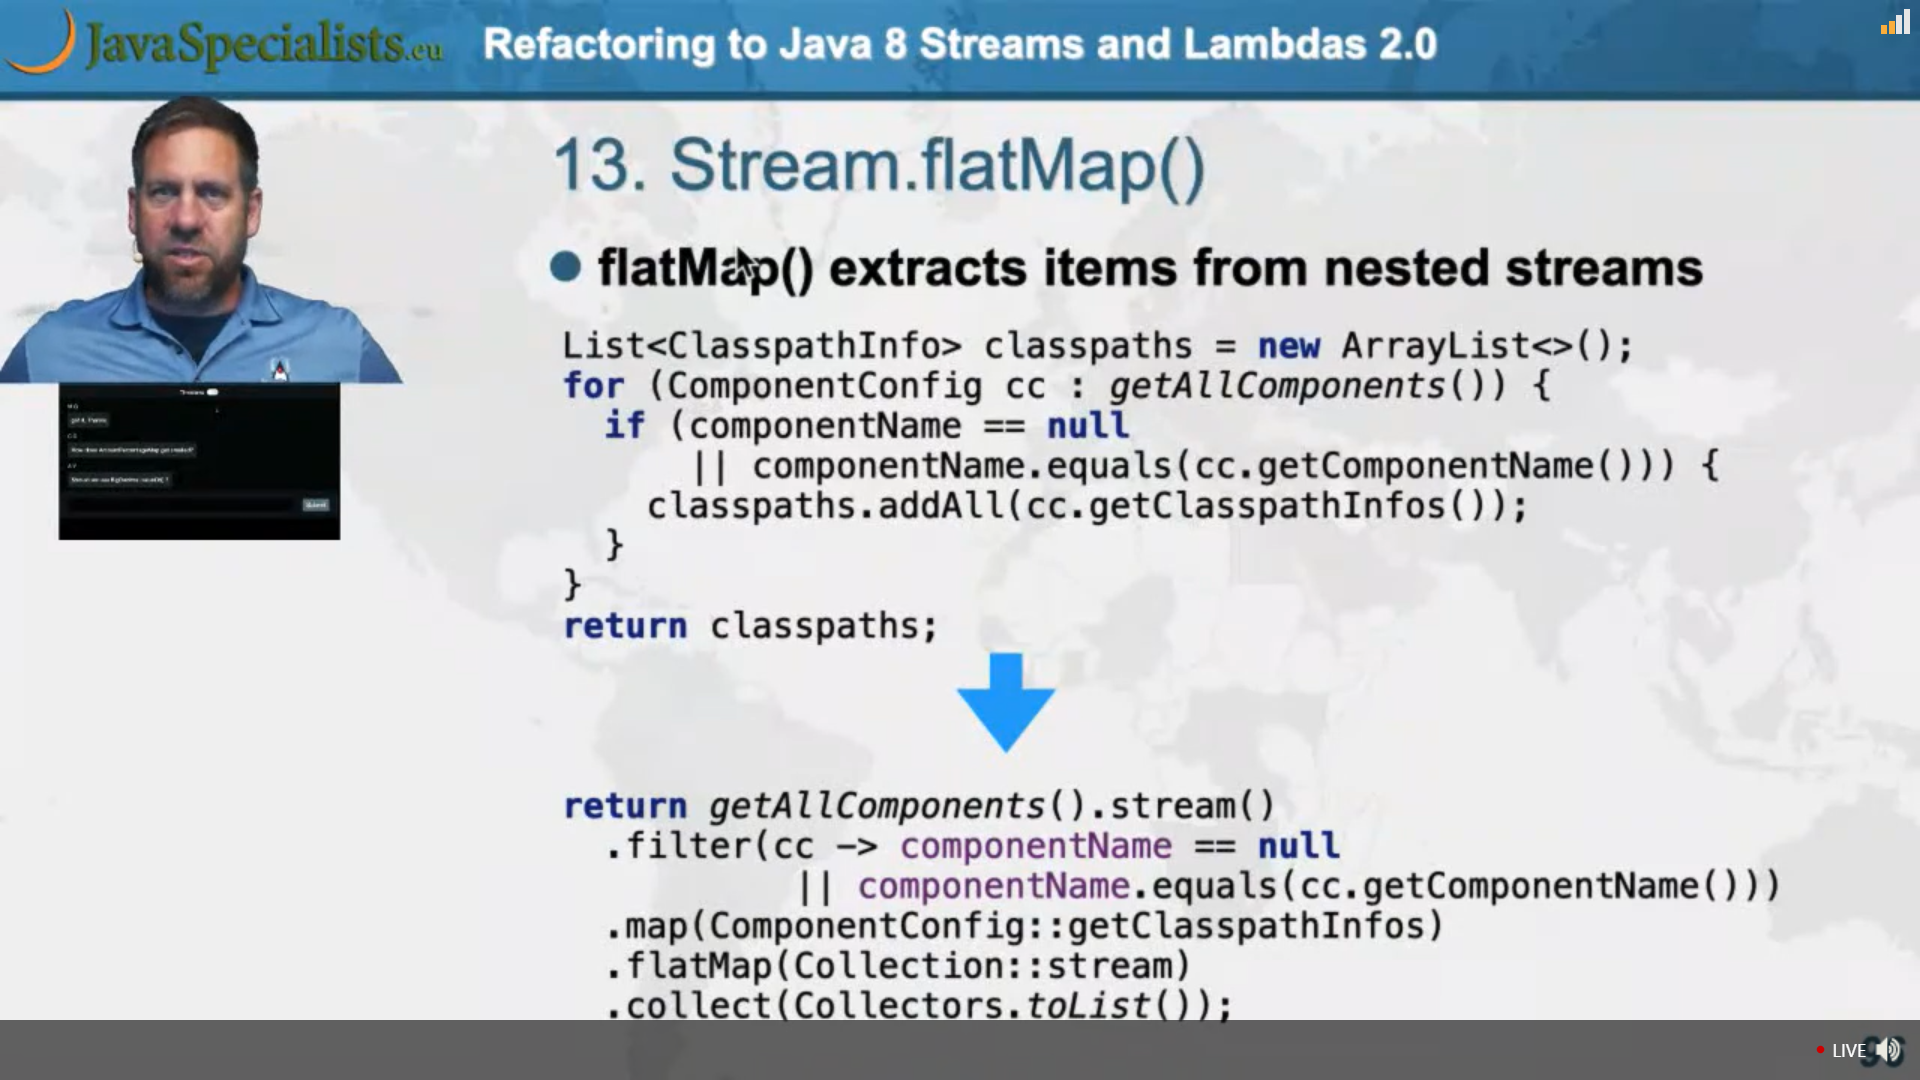 JavaSpecialists.eu
Refactoring to Java 8 Streams and Lambdas 2.0
13. Stream.flatMap()
flatMap() extracts items from nested streams
List<ClasspathInfo> classpaths = new ArrayList<>();
for (ComponentConfig cc : getAllComponents()) {
if (componentName == null
|| componentName.equals(cc.getComponentName())) {
classpaths.addAll(cc.getClasspathInfos());
}
}
return classpaths;
return getAllComponents().stream()
.filter(cc -> componentName == null
|| componentName.equals(cc.getComponentName()))
.map(ComponentConfig::getClasspathInfos)
.flatMap(Collection::stream)
.collect(Collectors.toList());
LIVE